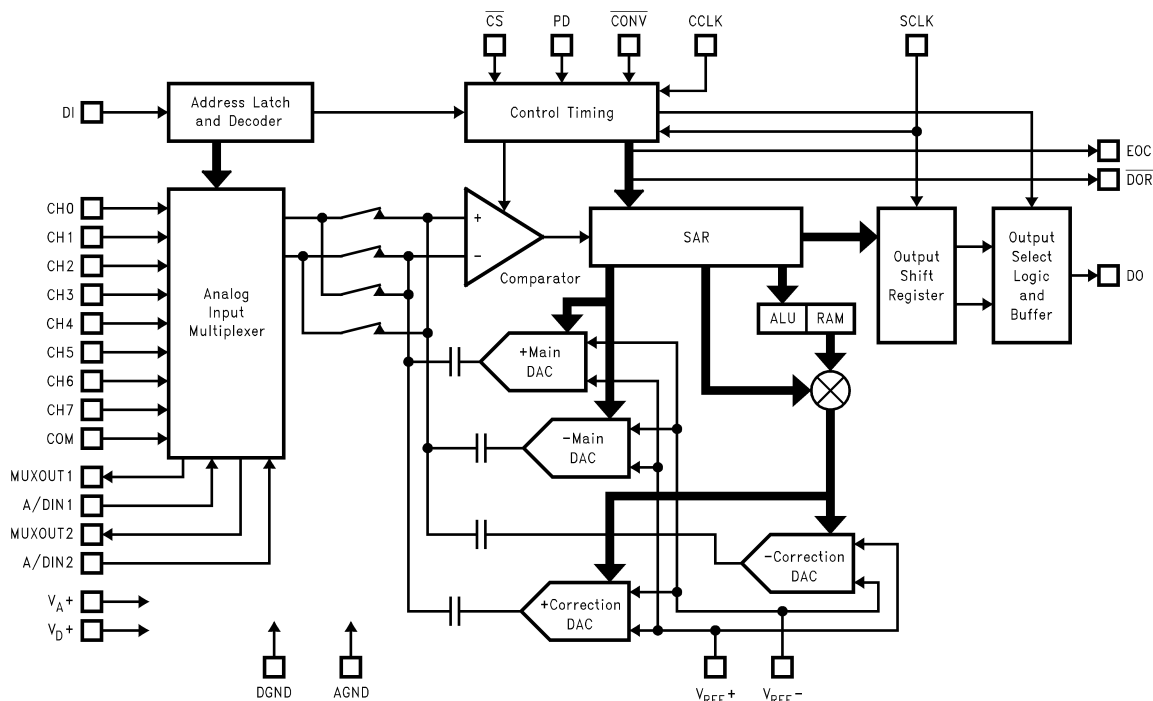 CS PD CONV CCLK SCLK
DI
Address Latch
and Decoder
Control Timing
EOC
DOR
CH0
CH1
CH2
CH3
CH4
CH5
CH6
CH7
COM
MUXOUT1
A/DIN1
MUXOUT2
A/DIN2
VA+
VD+
Analog
Input
Multiplexer
+
−
Comparator
SAR
ALU RAM
Output
Shift
Register
Output
Select
Logic
and
Buffer
DO
+Main
DAC
−Main
DAC
−Correction
DAC
+Correction
DAC
DGND AGND VREF+ VREF−